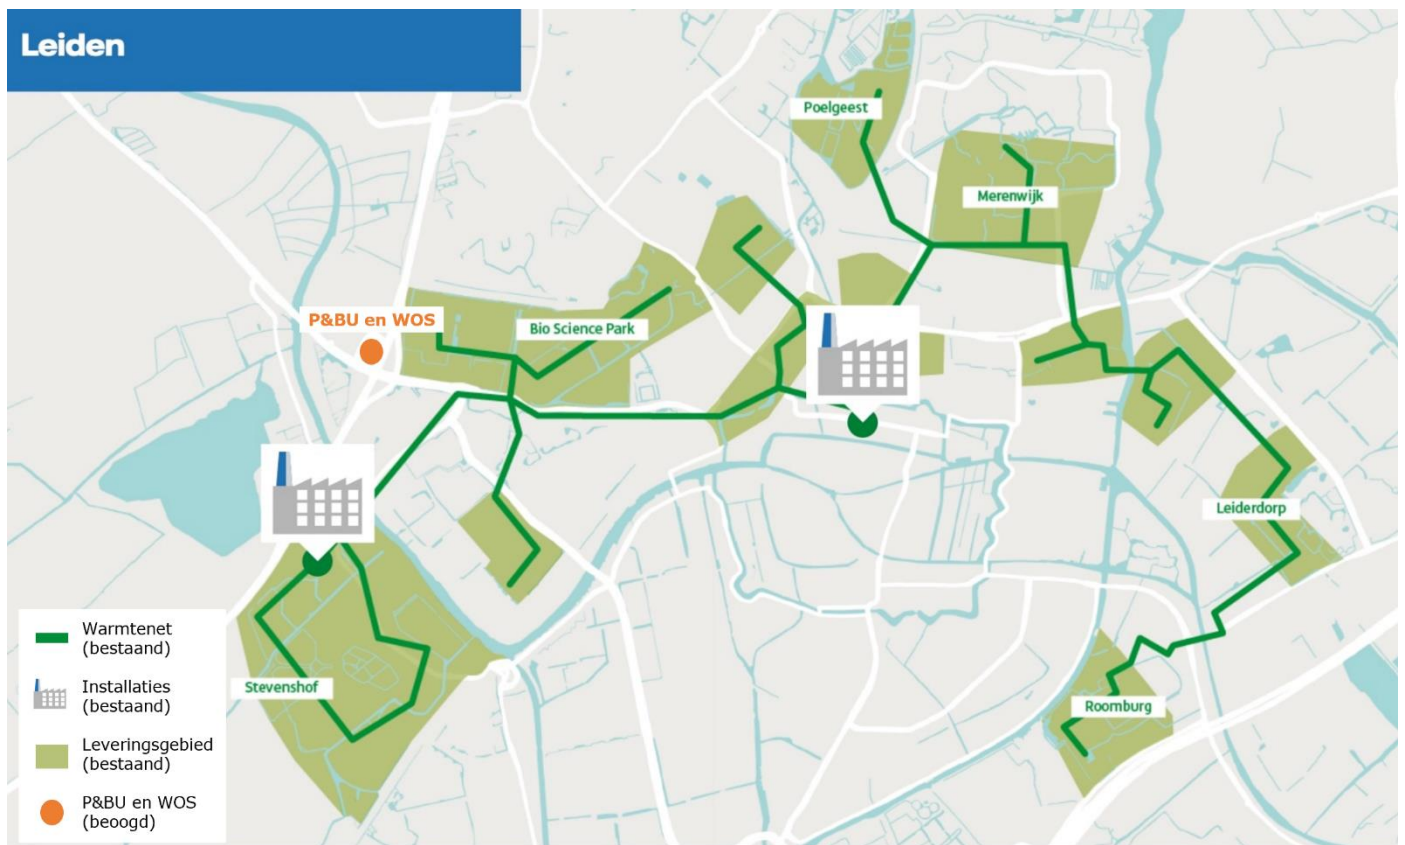 Leiden
Poelgeest
Merenwijk
P&BU en WOS
Bio Science Park
Leiderdorp
Stevenshof
Roomburg
Warmtenet
(bestaand)
Installaties
(bestaand)
Leveringsgebied
(bestaand)
P&BU en WOS
(beoogd)